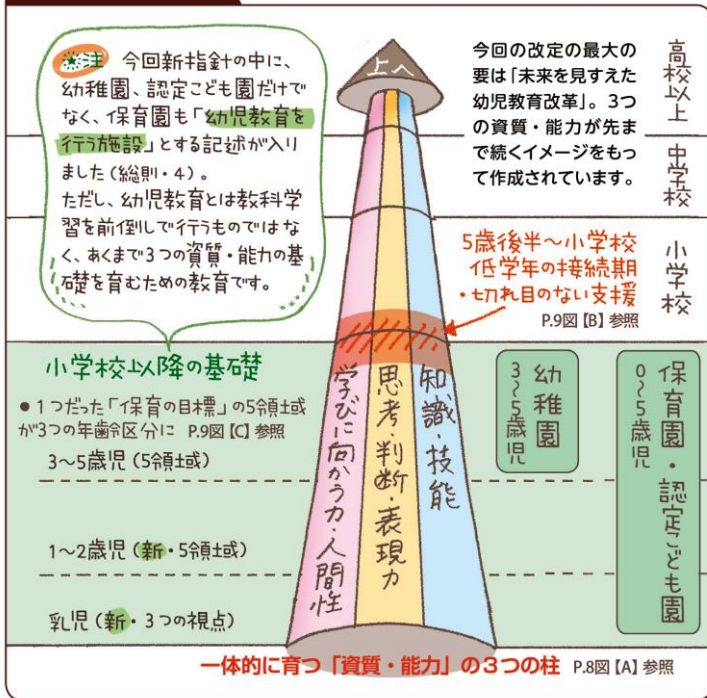 ※注 今回新指針の中に、
幼稚園、認定こども園だけで
なく、保育園も「幼児教育を
行う施設」とする記述が入り
ました（総則・4）。
ただし、幼児教育とは教科学
習を前倒しで行うものではな
く、あくまで3つの資質・能力の基
礎を育むための教育です。
上へ
今回の改定の最大の
要は「未来を見すえた
幼児教育改革」。3つ
の資質・能力が先ま
で続くイメージをもっ
て作成されています。
高校以上
中学校
小学校
5歳後半〜小学校
低学年の接続期
・切れ目のない支援
P.9図【B】参照
小学校以降の基礎
● 1つだった「保育の目標」の5領域
が3つの年齢区分に P.9図【C】参照
3〜5歳児（5領域）
1〜2歳児（新・5領域）
乳児（新・3つの視点）
学びに向かう力・人間性
思考・判断・表現力
知識・技能
幼稚園
3〜5歳児
保育園・認定こども園
0〜5歳児
一体的に育つ「資質・能力」の3つの柱 P.8図【A】参照